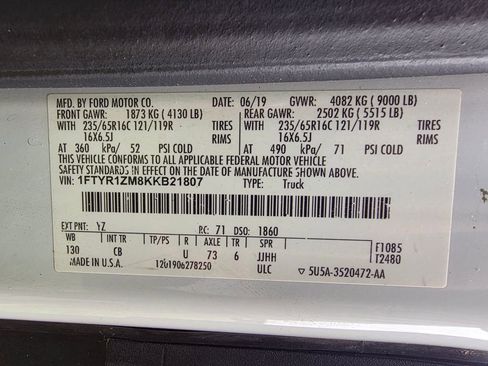 MFD. BY FORD MOTOR CO. 06/19 GVWR: 4082 KG ( 9000 LB)
FRONT GAWR: 1873 KG ( 4130 LB) REAR GAWR: 2502 KG ( 5515 LB)
WITH 235/65R16C 121/119R TIRES WITH 235/65R16C 121/119R TIRES
16X6.5J RIMS 16X6.5J RIMS
AT 360 kPa/ 52 PSI COLD AT 490 kPa/ 71 PSI COLD
THIS VEHICLE CONFORMS TO ALL APPLICABLE FEDERAL MOTOR VEHICLE
SAFETY STANDARDS IN EFFECT ON THE DATE OF MANUFACTURE SHOWN ABOVE.
VIN: 1FTYR1ZM8KKB21807 TYPE: Truck
EXT PNT: YZ RC: 71 DSO: 1860
WB INT TR TP/PS R AXLE TR SPR F1085
130 CB U 73 6 JJHH T2480
MADE IN U.S.A. 1201906278250 ULC ▽ 5U5A-3520472-AA